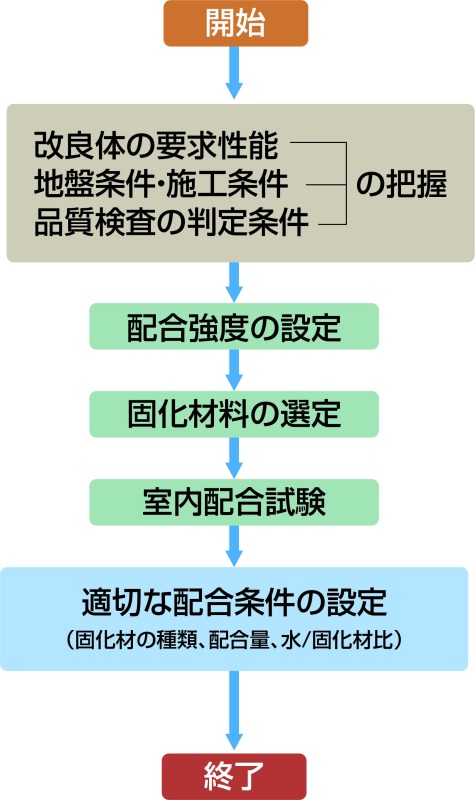 開始
改良体の要求性能
地盤条件・施工条件
の把握
品質検査の判定条件
配合強度の設定
固化材料の選定
室内配合試験
適切な配合条件の設定
（固化材の種類、配合量、水/固化材比）
終了